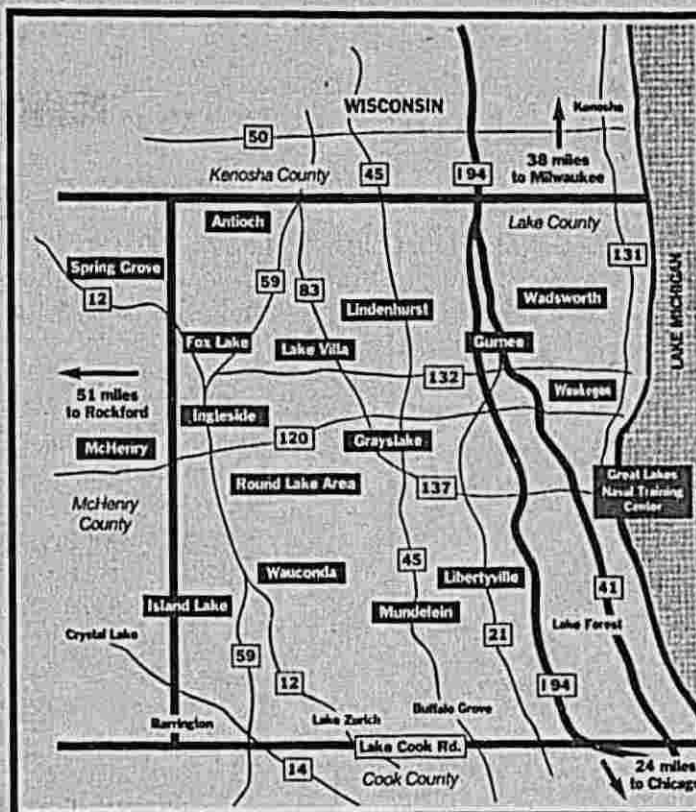 WISCONSIN
Kenosha
50
38 miles
to Milwaukee
Kenosha County
45
I 94
Antioch
Lake County
131
Spring Grove
12
59
83
Lindenhurst
Wadsworth
LAKE MICHIGAN
Fox Lake
Lake Villa
Gurnee
51 miles
to Rockford
132
Waukegan
Ingleside
McHenry
120
Grayslake
Round Lake Area
137
Great Lakes
Naval Training
Center
McHenry
County
Wauconda
45
Libertyville
41
Island Lake
Mundelein
Lake Forest
Crystal Lake
59
21
12
I 94
Barrington
Lake Zurich
Buffalo Grove
Lake Cook Rd.
14
Cook County
24 miles
to Chicago